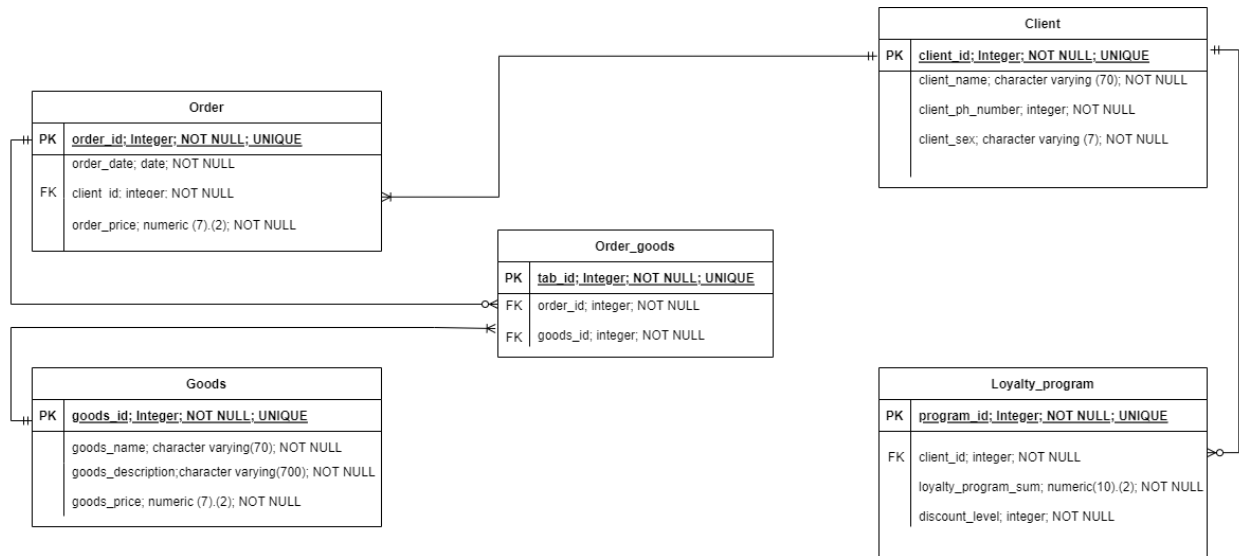 Client
PK client_id; Integer; NOT NULL; UNIQUE
client_name; character varying (70); NOT NULL
client_ph_number; integer; NOT NULL
client_sex; character varying (7); NOT NULL
Order
PK order_id; Integer; NOT NULL; UNIQUE
order_date; date; NOT NULL
FK client_id; integer; NOT NULL
order_price; numeric (7).(2); NOT NULL
Order_goods
PK tab_id; Integer; NOT NULL; UNIQUE
FK order_id; integer; NOT NULL
FK goods_id; integer; NOT NULL
Goods
PK goods_id; Integer; NOT NULL; UNIQUE
goods_name; character varying(70); NOT NULL
goods_description;character varying(700); NOT NULL
goods_price; numeric (7).(2); NOT NULL
Loyalty_program
PK program_id; Integer; NOT NULL; UNIQUE
FK client_id; integer; NOT NULL
loyalty_program_sum; numeric(10).(2); NOT NULL
discount_level; integer; NOT NULL